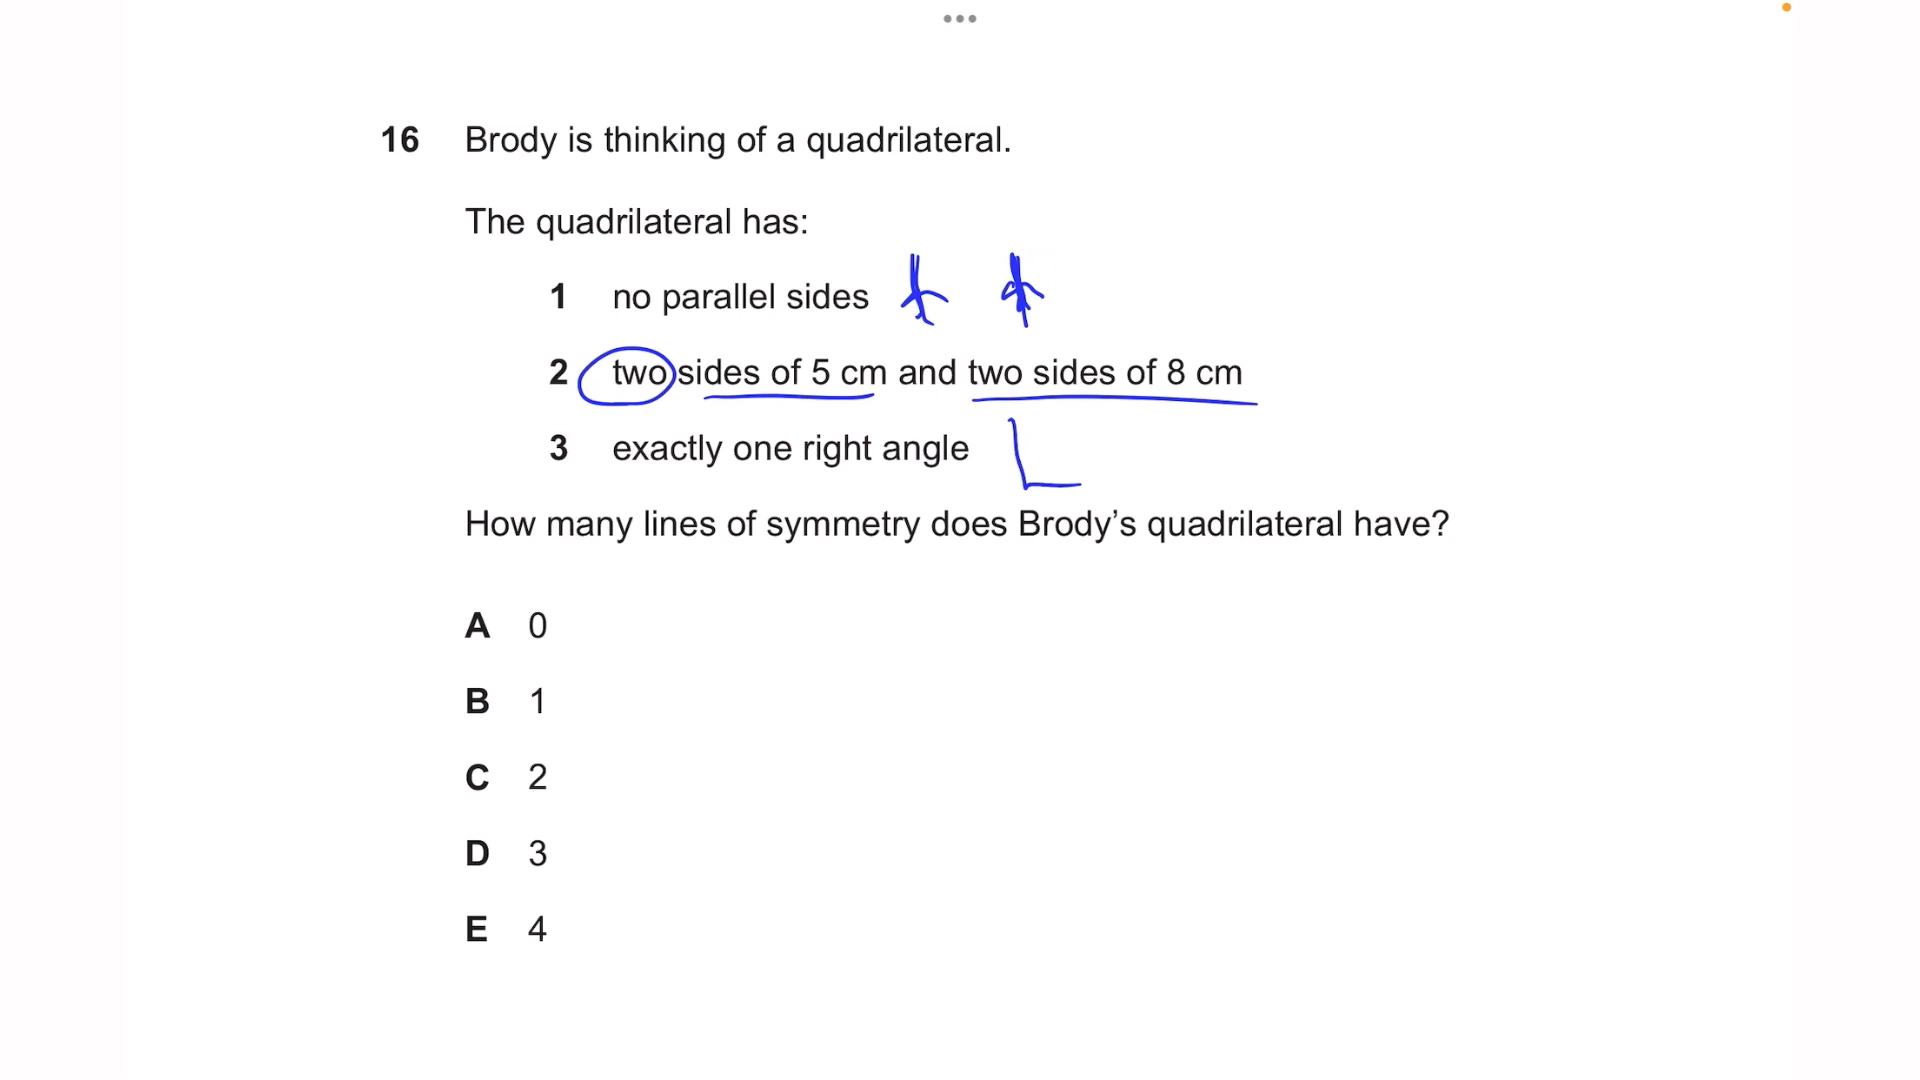 16 Brody is thinking of a quadrilateral.
The quadrilateral has:
1 no parallel sides
2 two sides of 5 cm and two sides of 8 cm
3 exactly one right angle
How many lines of symmetry does Brody’s quadrilateral have?
A 0
B 1
C 2
D 3
E 4